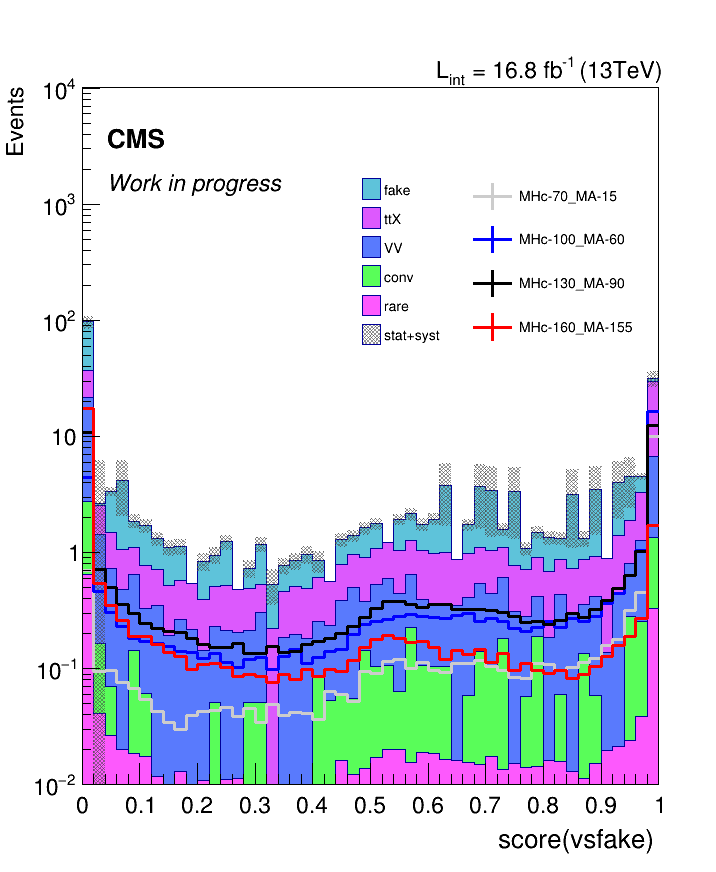 L_int = 16.8 fb^-1 (13TeV)
Events
CMS
Work in progress
fake
ttX
VV
conv
rare
stat+syst
MHc-70_MA-15
MHc-100_MA-60
MHc-130_MA-90
MHc-160_MA-155
10^4
10^3
10^2
10
1
10^-1
10^-2
0 0.1 0.2 0.3 0.4 0.5 0.6 0.7 0.8 0.9 1
score(vsfake)